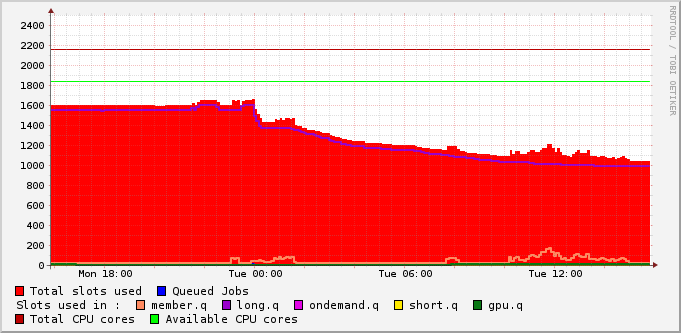 RRDTOOL / TOBI OETIKER
2400
2200
2000
1800
1600
1400
1200
1000
800
600
400
200
0
Mon 18:00 Tue 00:00 Tue 06:00 Tue 12:00
Total slots used Queued Jobs
Slots used in : member.q long.q ondemand.q short.q gpu.q
Total CPU cores Available CPU cores